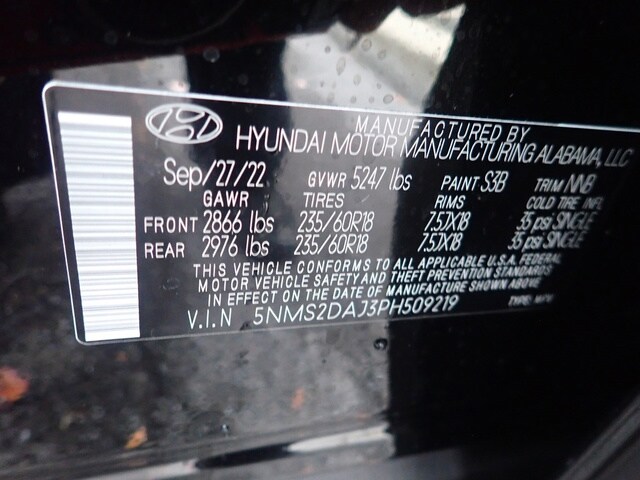 MANUFACTURED BY
HYUNDAI MOTOR MANUFACTURING ALABAMA, LLC
Sep/27/22 GVWR 5247 lbs PAINT S3B TRIM NNB
GAWR TIRES RIMS COLD TIRE INFL
FRONT 2866 lbs 235/60R18 7.5JX18 35 psi SINGLE
REAR 2976 lbs 235/60R18 7.5JX18 35 psi SINGLE
THIS VEHICLE CONFORMS TO ALL APPLICABLE U.S.A. FEDERAL
MOTOR VEHICLE SAFETY AND THEFT PREVENTION STANDARDS
IN EFFECT ON THE DATE OF MANUFACTURE SHOWN ABOVE
V.I.N 5NMS2DAJ3PH509219 TYPE: MPV